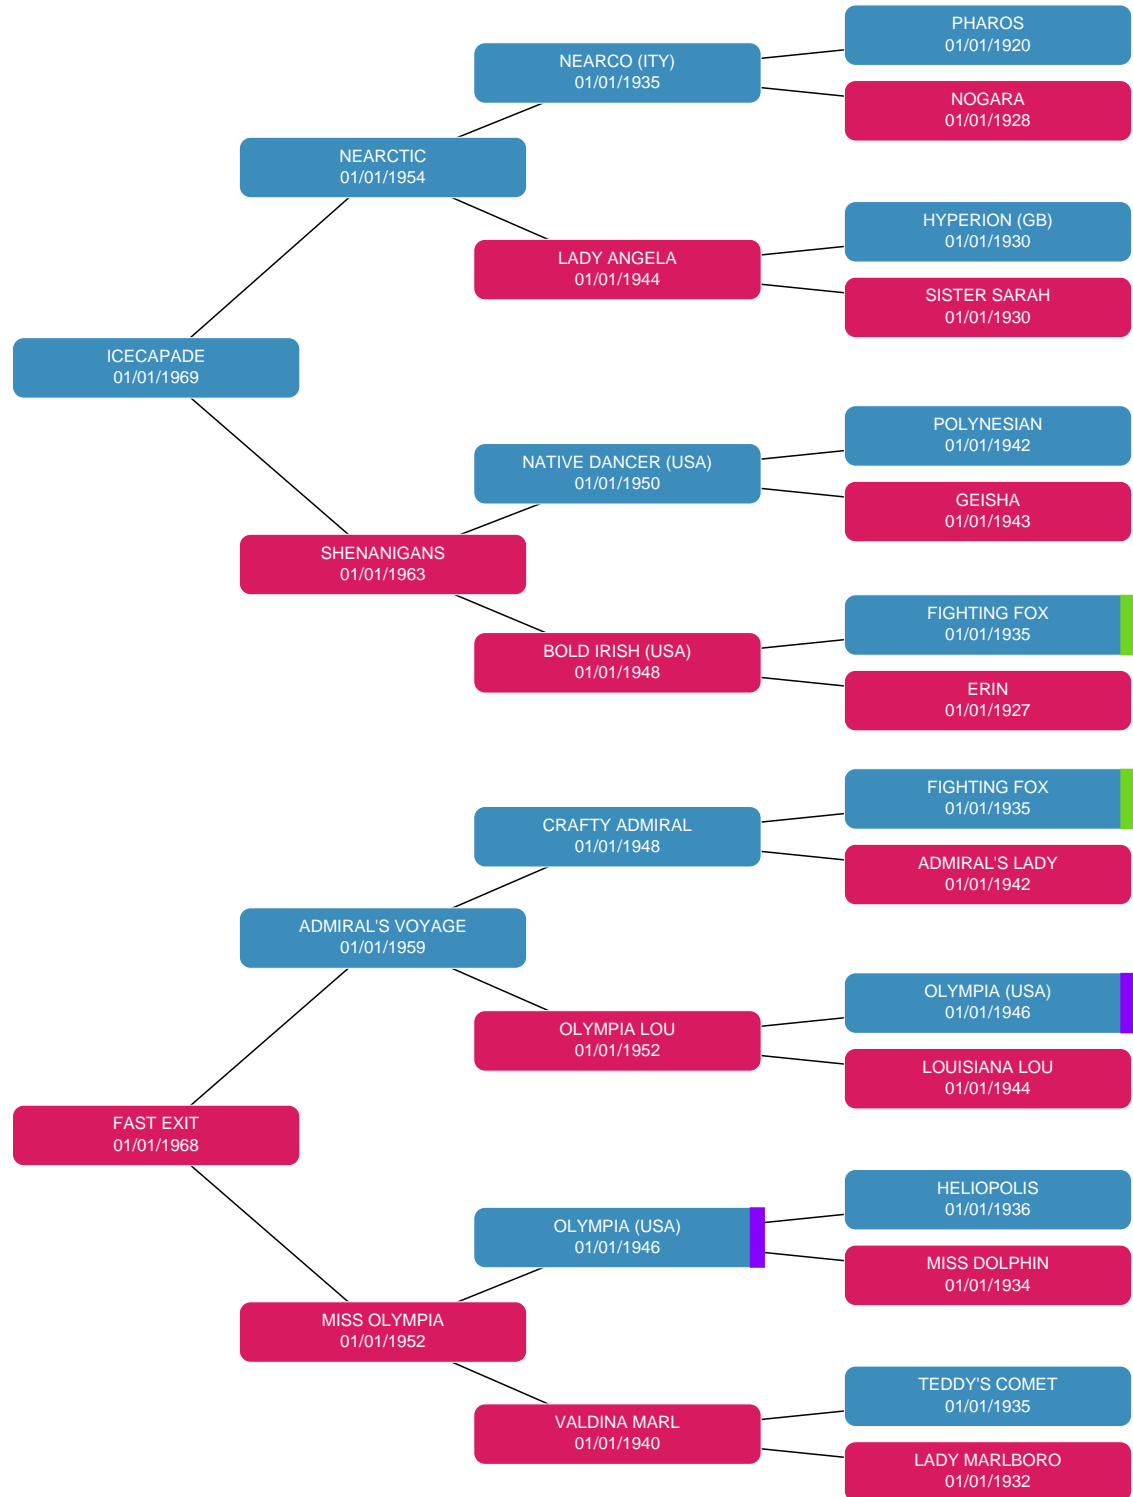 PHAROS
01/01/1920
NEARCO (ITY)
01/01/1935
NOGARA
01/01/1928
NEARCTIC
01/01/1954
HYPERION (GB)
01/01/1930
LADY ANGELA
01/01/1944
SISTER SARAH
01/01/1930
ICECAPADE
01/01/1969
POLYNESIAN
01/01/1942
NATIVE DANCER (USA)
01/01/1950
GEISHA
01/01/1943
SHENANIGANS
01/01/1963
FIGHTING FOX
01/01/1935
BOLD IRISH (USA)
01/01/1948
ERIN
01/01/1927
FIGHTING FOX
01/01/1935
CRAFTY ADMIRAL
01/01/1948
ADMIRAL'S LADY
01/01/1942
ADMIRAL'S VOYAGE
01/01/1959
OLYMPIA (USA)
01/01/1946
OLYMPIA LOU
01/01/1952
LOUISIANA LOU
01/01/1944
FAST EXIT
01/01/1968
HELIOPOLIS
01/01/1936
OLYMPIA (USA)
01/01/1946
MISS DOLPHIN
01/01/1934
MISS OLYMPIA
01/01/1952
TEDDY'S COMET
01/01/1935
VALDINA MARL
01/01/1940
LADY MARLBORO
01/01/1932